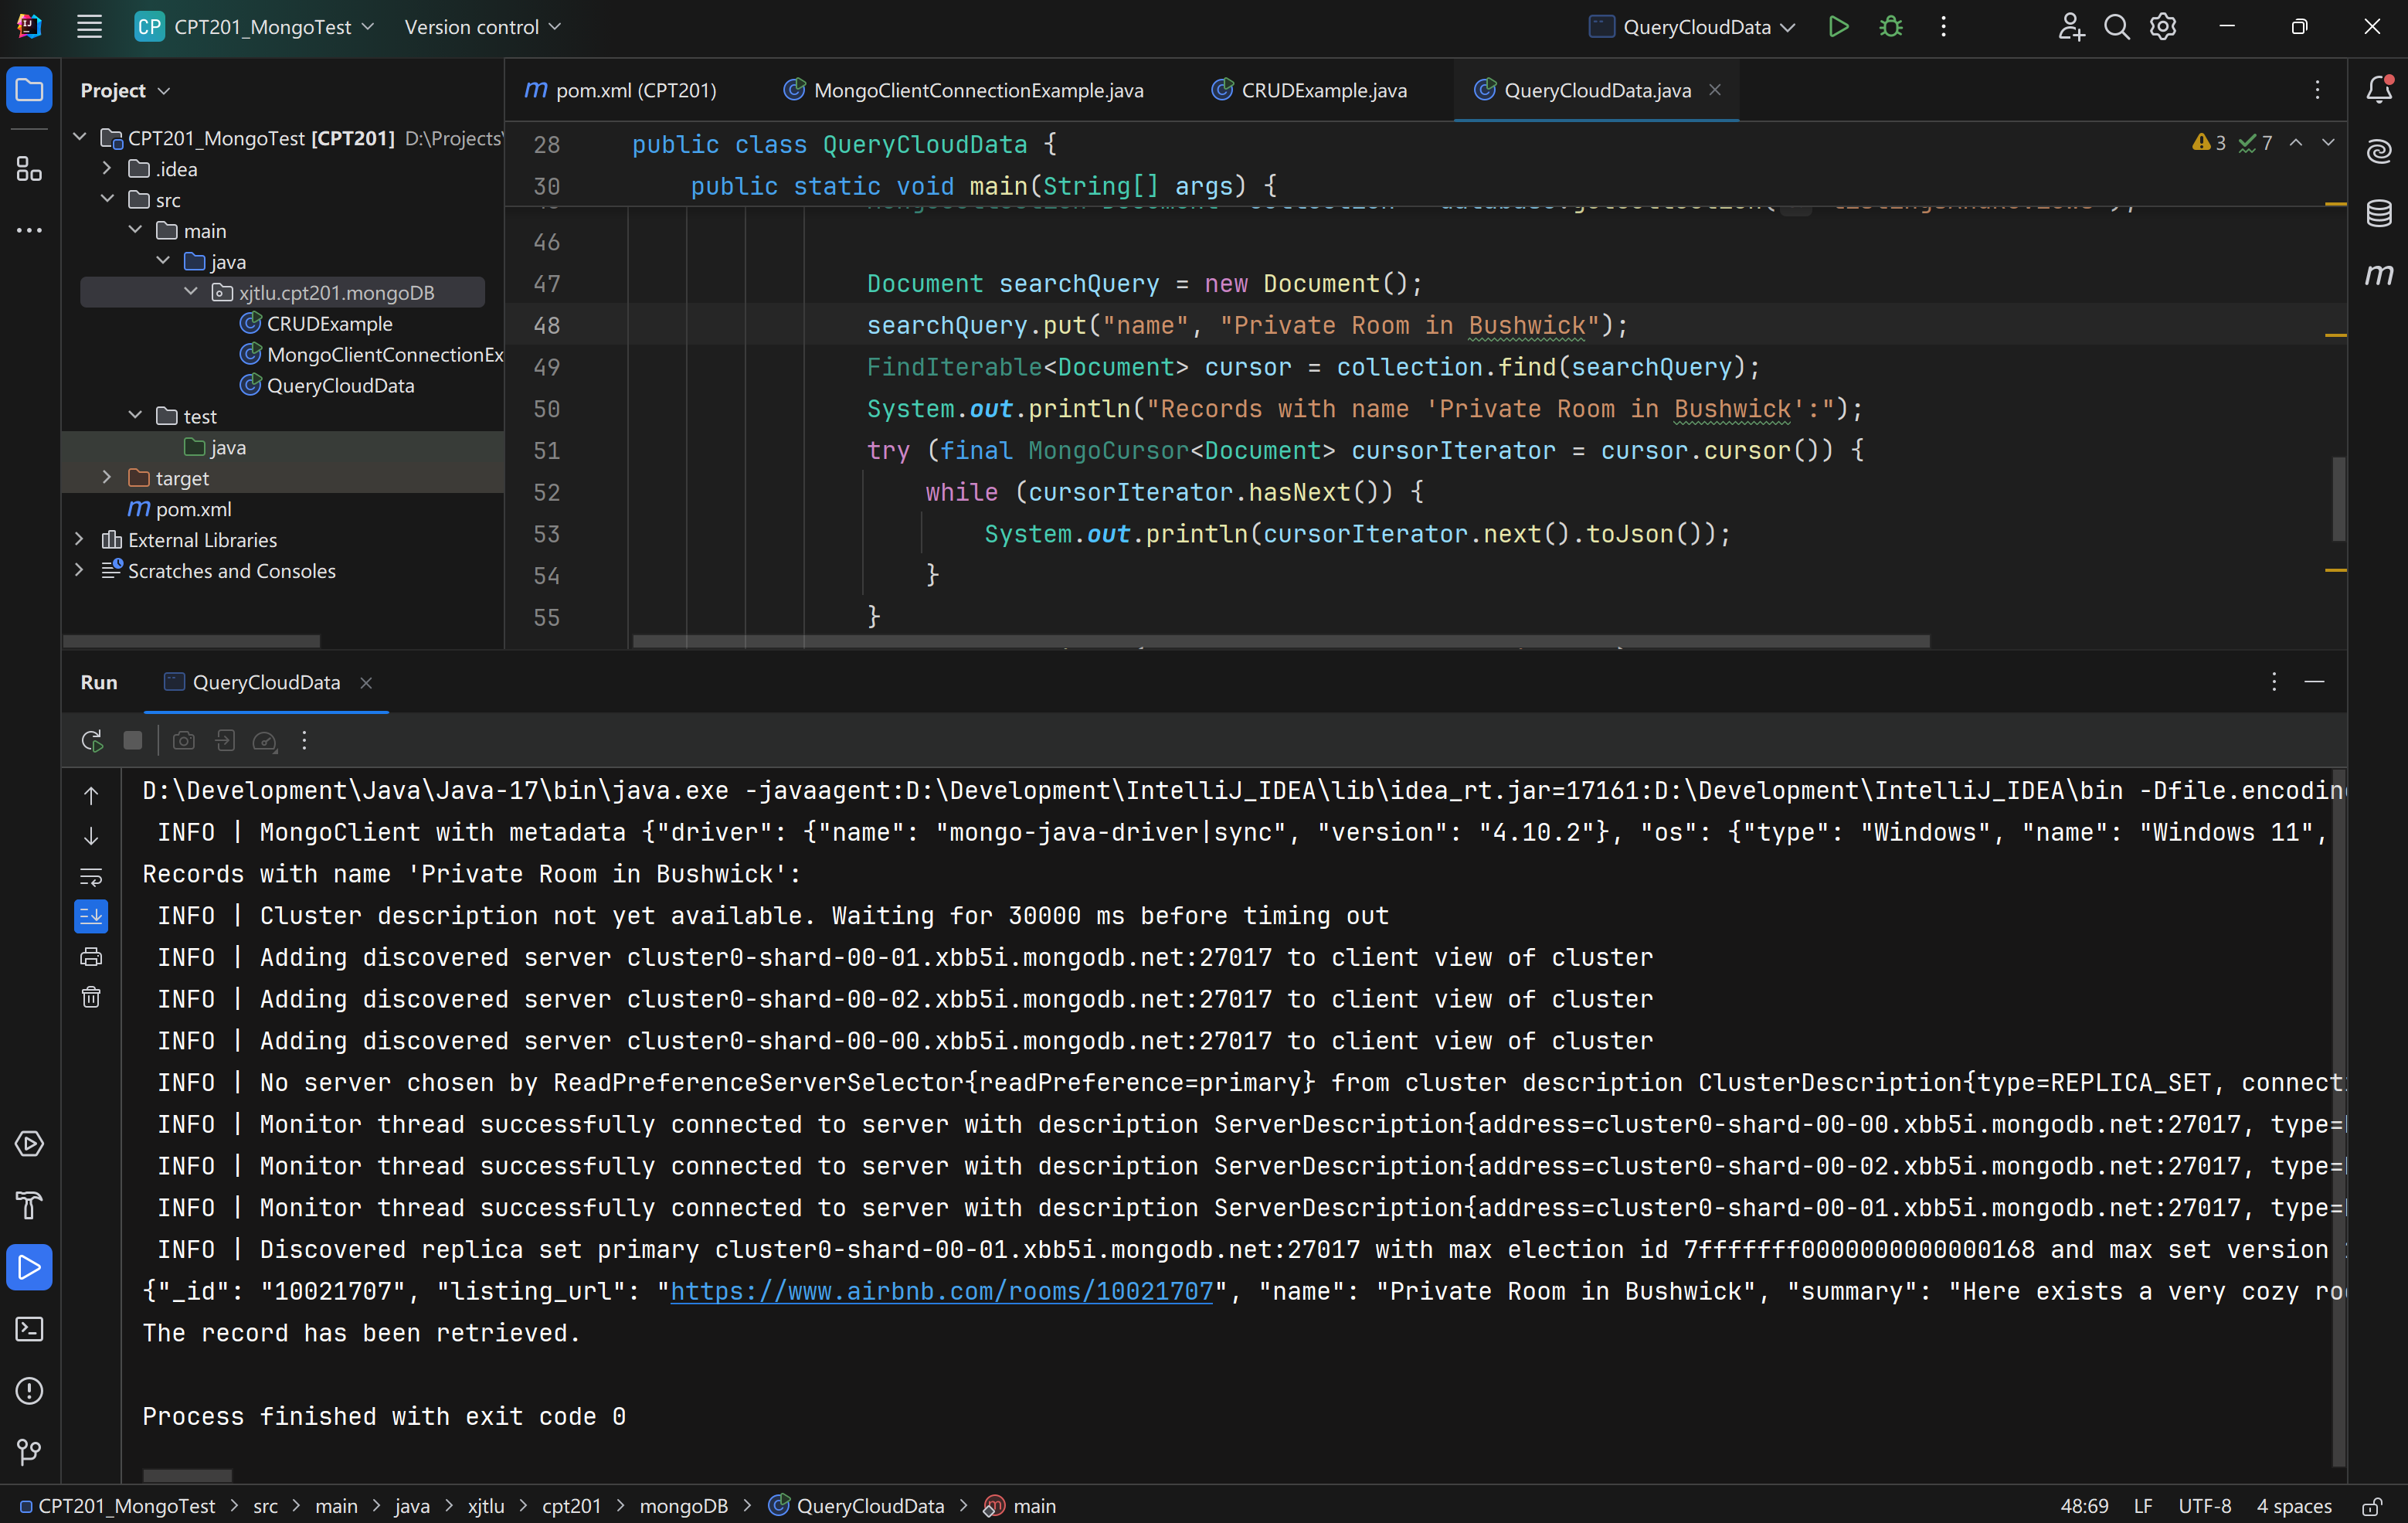 CP CPT201_MongoTest Version control QueryCloudData
Project
CPT201_MongoTest [CPT201] D:\Projects\
.idea
src
main
java
xjtlu.cpt201.mongoDB
CRUDExample
MongoClientConnectionEx
QueryCloudData
test
java
target
m pom.xml
External Libraries
Scratches and Consoles
m pom.xml (CPT201) MongoClientConnectionExample.java CRUDExample.java QueryCloudData.java
3 7
28 public class QueryCloudData {
30 public static void main(String[] args) {
46
47 Document searchQuery = new Document();
48 searchQuery.put("name", "Private Room in Bushwick");
49 FindIterable<Document> cursor = collection.find(searchQuery);
50 System.out.println("Records with name 'Private Room in Bushwick':");
51 try (final MongoCursor<Document> cursorIterator = cursor.cursor()) {
52 while (cursorIterator.hasNext()) {
53 System.out.println(cursorIterator.next().toJson());
54 }
55 }
m
Run QueryCloudData
D:\Development\Java\Java-17\bin\java.exe -javaagent:D:\Development\IntelliJ_IDEA\lib\idea_rt.jar=17161:D:\Development\IntelliJ_IDEA\bin -Dfile.encodin
INFO | MongoClient with metadata {"driver": {"name": "mongo-java-driver|sync", "version": "4.10.2"}, "os": {"type": "Windows", "name": "Windows 11",
Records with name 'Private Room in Bushwick':
INFO | Cluster description not yet available. Waiting for 30000 ms before timing out
INFO | Adding discovered server cluster0-shard-00-01.xbb5i.mongodb.net:27017 to client view of cluster
INFO | Adding discovered server cluster0-shard-00-02.xbb5i.mongodb.net:27017 to client view of cluster
INFO | Adding discovered server cluster0-shard-00-00.xbb5i.mongodb.net:27017 to client view of cluster
INFO | No server chosen by ReadPreferenceServerSelector{readPreference=primary} from cluster description ClusterDescription{type=REPLICA_SET, connect
INFO | Monitor thread successfully connected to server with description ServerDescription{address=cluster0-shard-00-00.xbb5i.mongodb.net:27017, type=
INFO | Monitor thread successfully connected to server with description ServerDescription{address=cluster0-shard-00-02.xbb5i.mongodb.net:27017, type=
INFO | Monitor thread successfully connected to server with description ServerDescription{address=cluster0-shard-00-01.xbb5i.mongodb.net:27017, type=
INFO | Discovered replica set primary cluster0-shard-00-01.xbb5i.mongodb.net:27017 with max election id 7fffffff0000000000000168 and max set version
{"_id": "10021707", "listing_url": "https://www.airbnb.com/rooms/10021707", "name": "Private Room in Bushwick", "summary": "Here exists a very cozy ro
The record has been retrieved.
Process finished with exit code 0
CPT201_MongoTest > src > main > java > xjtlu > cpt201 > mongoDB > QueryCloudData > m main 48:69 LF UTF-8 4 spaces